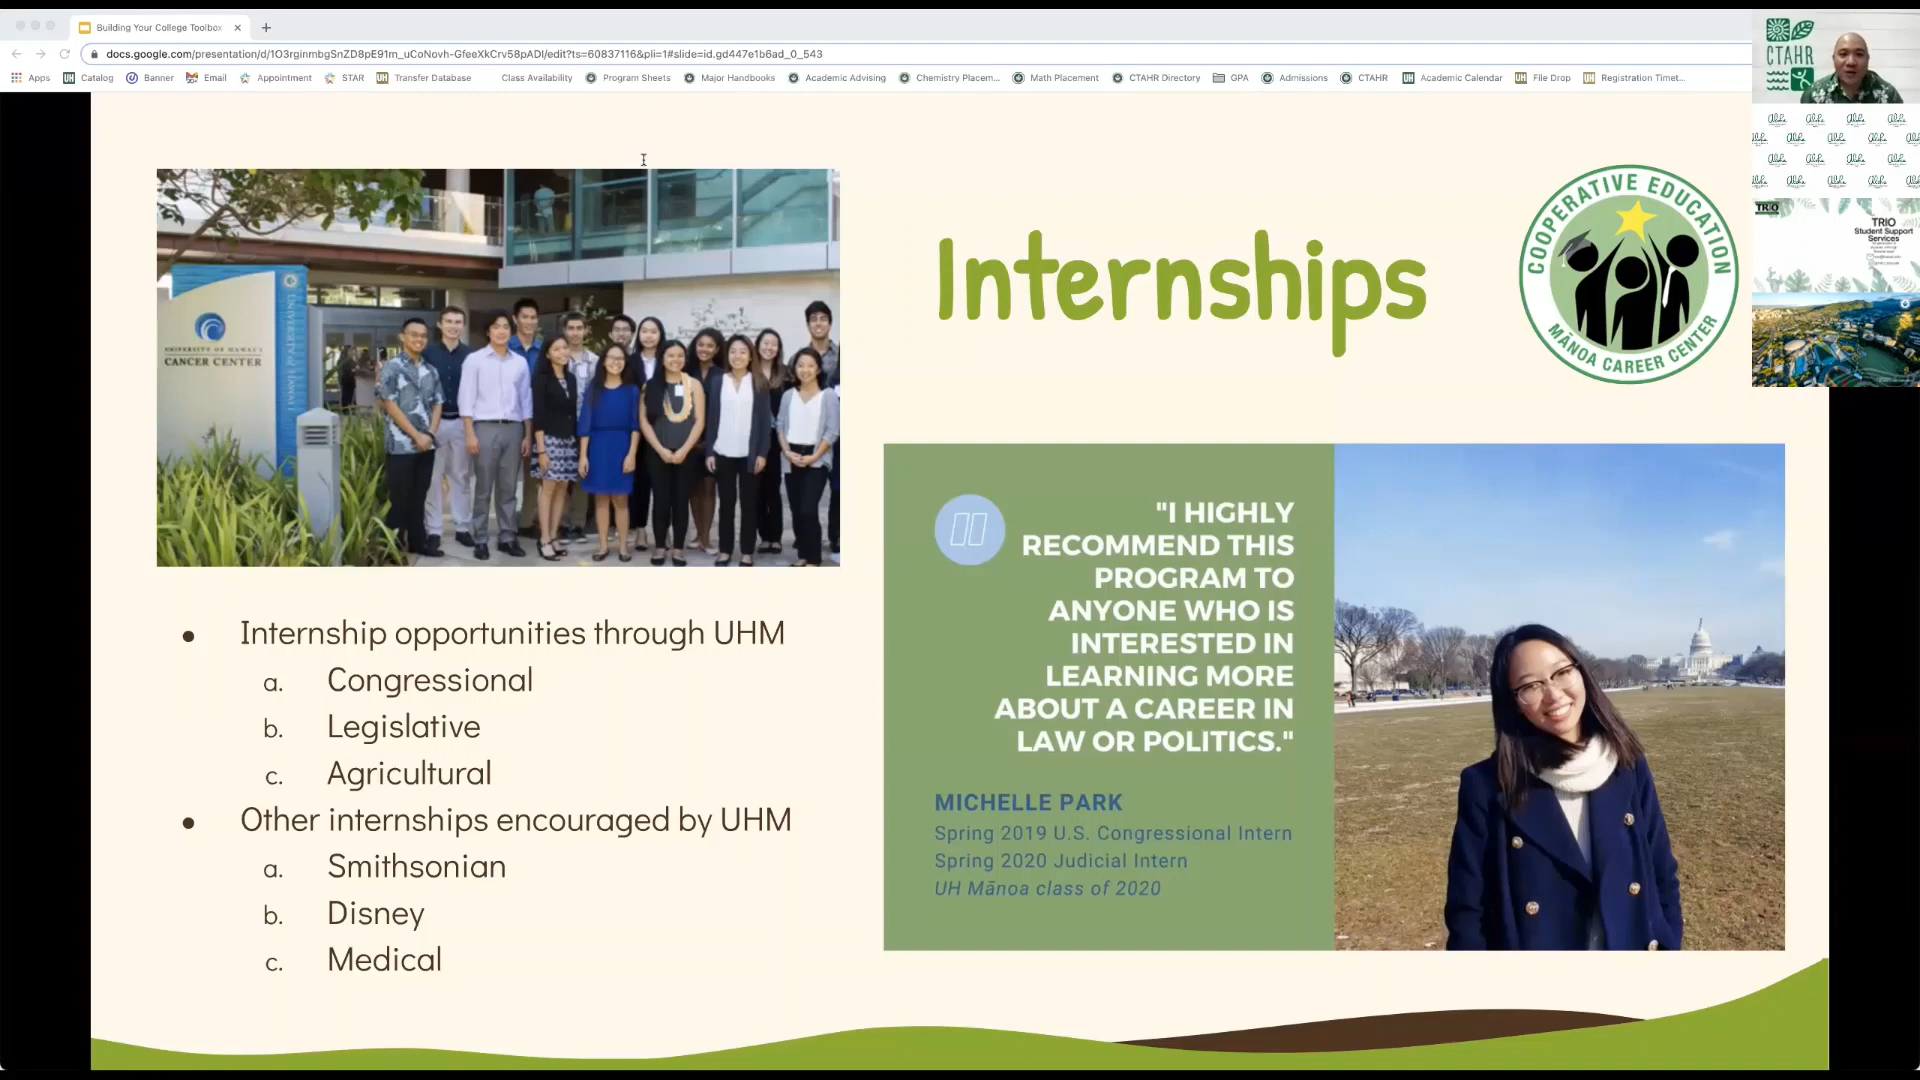 Building Your College Toolbox
docs.google.com/presentation/d/1O3rginmbgSnZD8pE91m_uCoNovh-GfeeXkCrv58pADI/edit?ts=60837116&pli=1#slide=id.gd447e1b6ad_0_543
Apps Catalog Banner Email Appointment STAR Transfer Database Class Availability Program Sheets Major Handbooks Academic Advising Chemistry Placem... Math Placement CTAHR Directory GPA Admissions CTAHR Academic Calendar File Drop Registration Timet...
CTAHR
TRIO
TRIO
Student Support
Services
UNIVERSITY OF HAWAI'I
CANCER CENTER
Internships
COOPERATIVE EDUCATION
MĀNOA CAREER CENTER
Internship opportunities through UHM
a. Congressional
b. Legislative
c. Agricultural
Other internships encouraged by UHM
a. Smithsonian
b. Disney
c. Medical
"I HIGHLY
RECOMMEND THIS
PROGRAM TO
ANYONE WHO IS
INTERESTED IN
LEARNING MORE
ABOUT A CAREER IN
LAW OR POLITICS."
MICHELLE PARK
Spring 2019 U.S. Congressional Intern
Spring 2020 Judicial Intern
UH Mānoa class of 2020